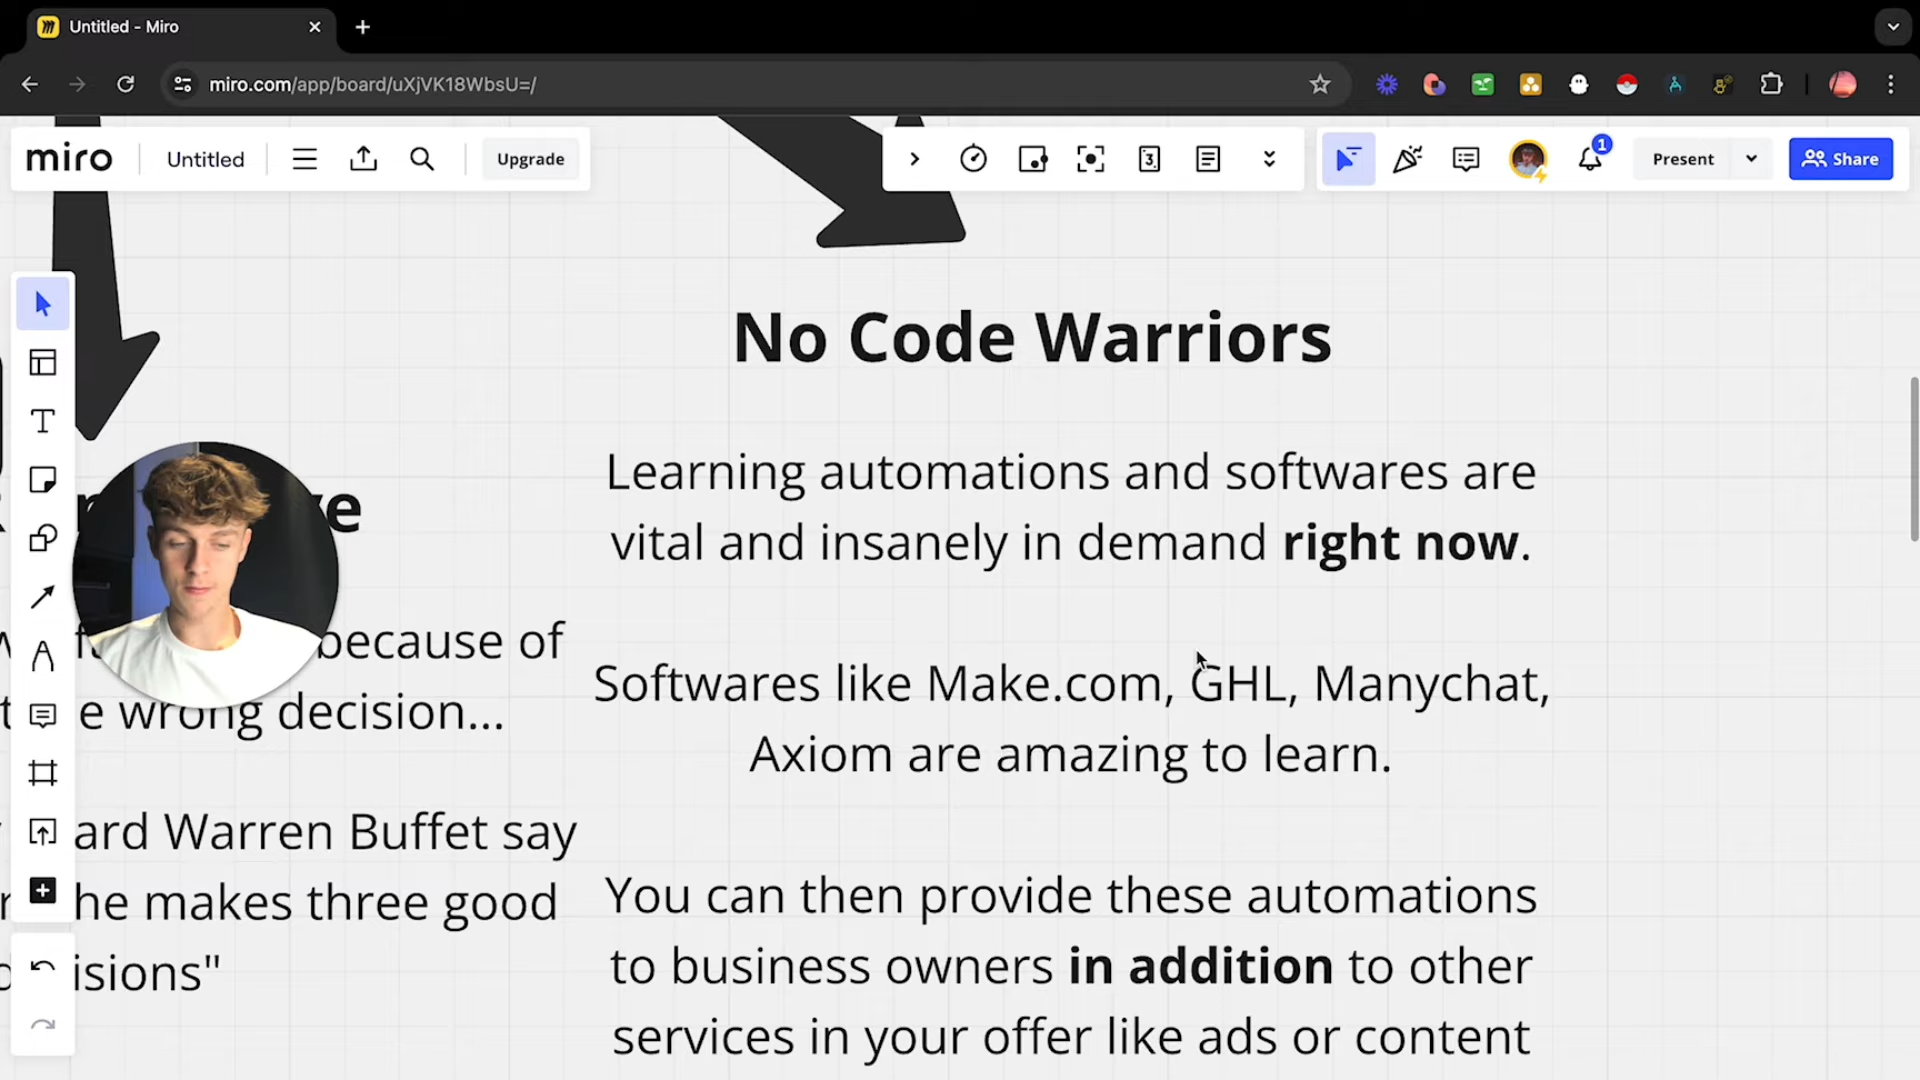 Untitled - Miro
miro.com/app/board/uXjVK18WbsU=/
miro
Untitled
Upgrade
3
1
Present
Share
No Code Warriors
Learning automations and softwares are
vital and insanely in demand right now.
Softwares like Make.com, GHL, Manychat,
Axiom are amazing to learn.
You can then provide these automations
to business owners in addition to other
services in your offer like ads or content
because of
wrong decision...
Warren Buffet say
he makes three good